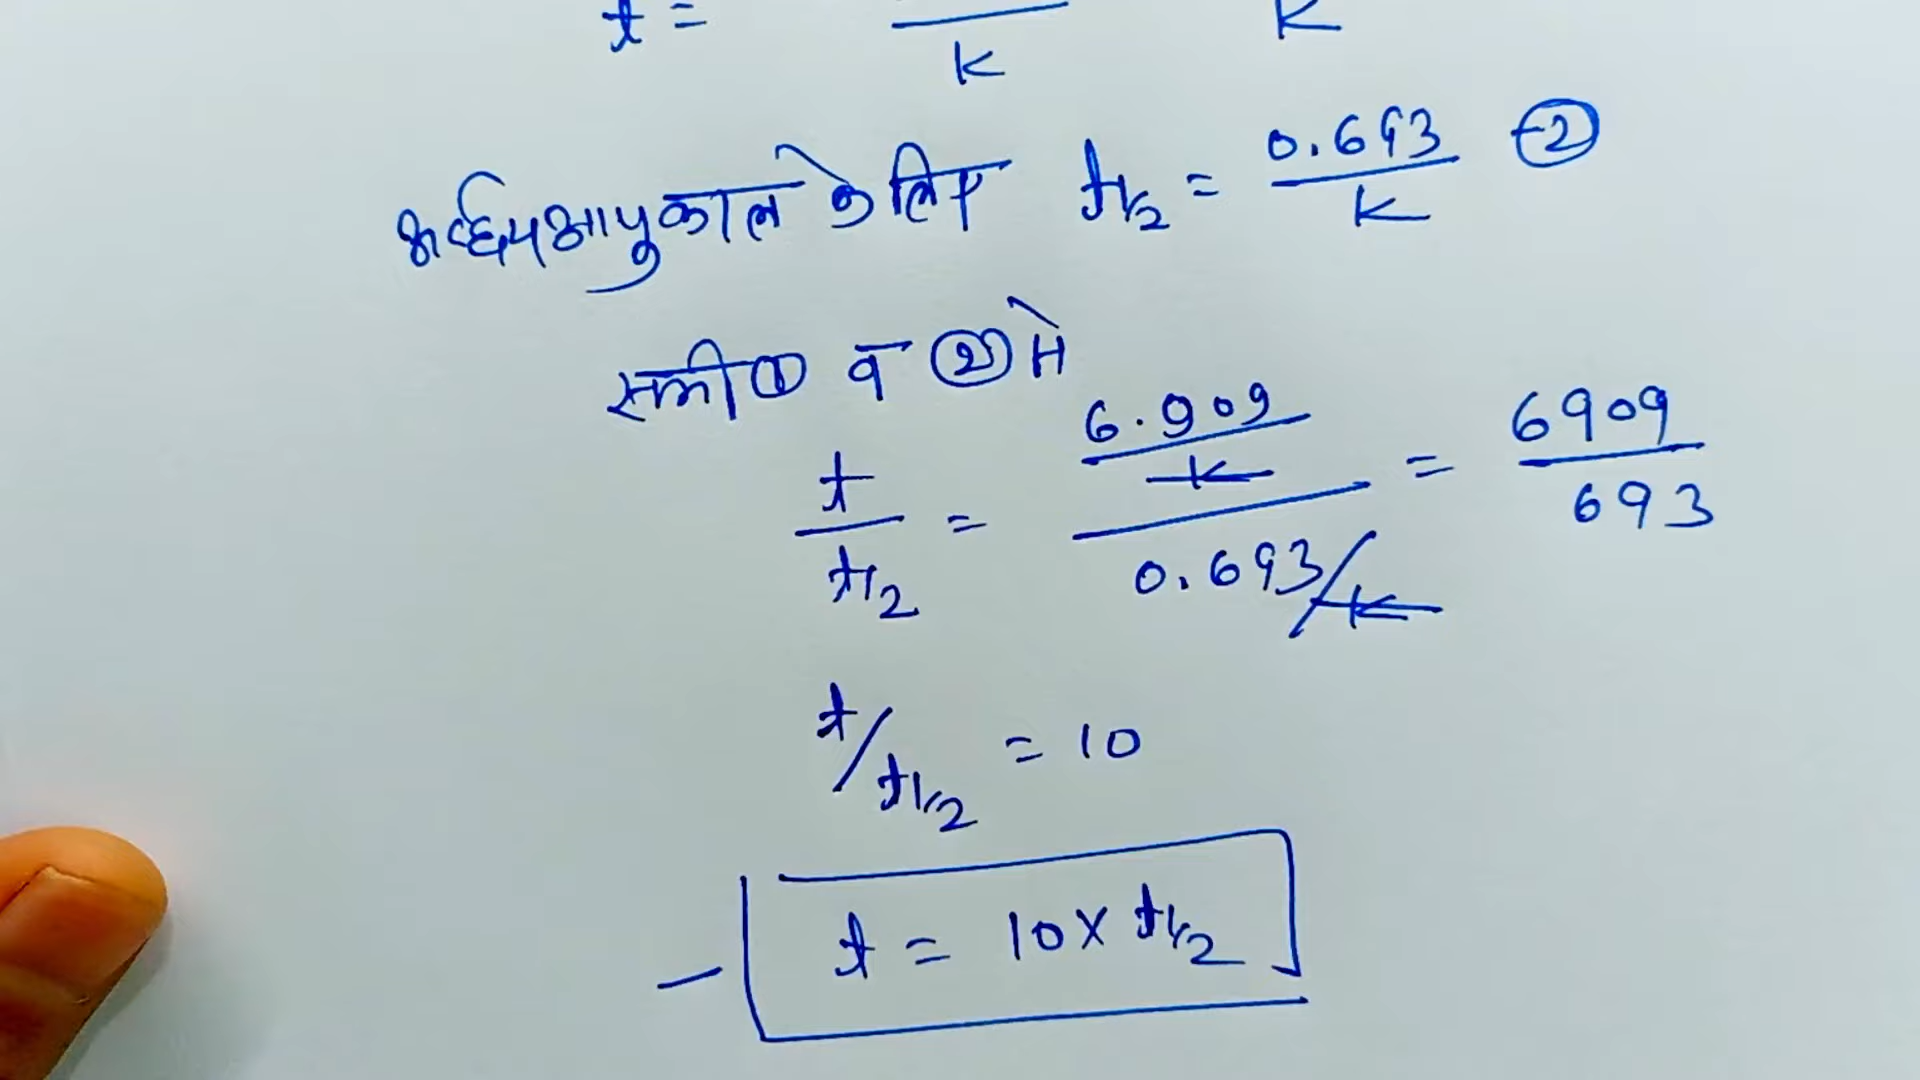 t = / K K
अर्द्धआयुकाल के लिए t1/2 = 0.693 / K -②
समी ① व ② से
t / t1/2 = 6.909 / K / 0.693/K = 6909 / 693
t/t1/2 = 10
t = 10 x t1/2